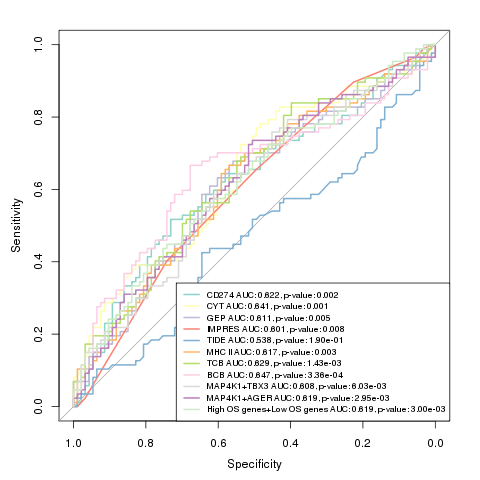 Sensitivity
1.0
0.8
0.6
0.4
0.2
0.0
CD274 AUC:0.622, p-value:0.002
CYT AUC:0.641, p-value:0.001
GEP AUC:0.611, p-value:0.005
IMPRES AUC:0.601, p-value:0.008
TIDE AUC:0.538, p-value:1.90e-01
MHC II AUC:0.617, p-value:0.003
TCB AUC:0.629, p-value:1.43e-03
BCB AUC:0.647, p-value:3.36e-04
MAP4K1+TBX3 AUC:0.608, p-value:6.03e-03
MAP4K1+AGER AUC:0.619, p-value:2.95e-03
High OS genes+Low OS genes AUC:0.619, p-value:3.00e-03
1.0 0.8 0.6 0.4 0.2 0.0
Specificity